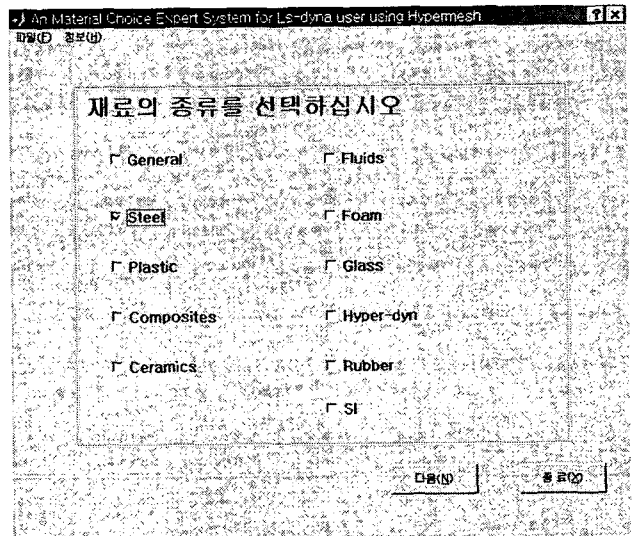 An Material Choice Expert System for Ls-dyna user using Hypermesh
파일(F) 정보(H)
재료의 종류를 선택하십시오
General
Fluids
Steel
Foam
Plastic
Glass
Composites
Hyper-dyn
Ceramics
Rubber
SI
다음(N) 종료(X)